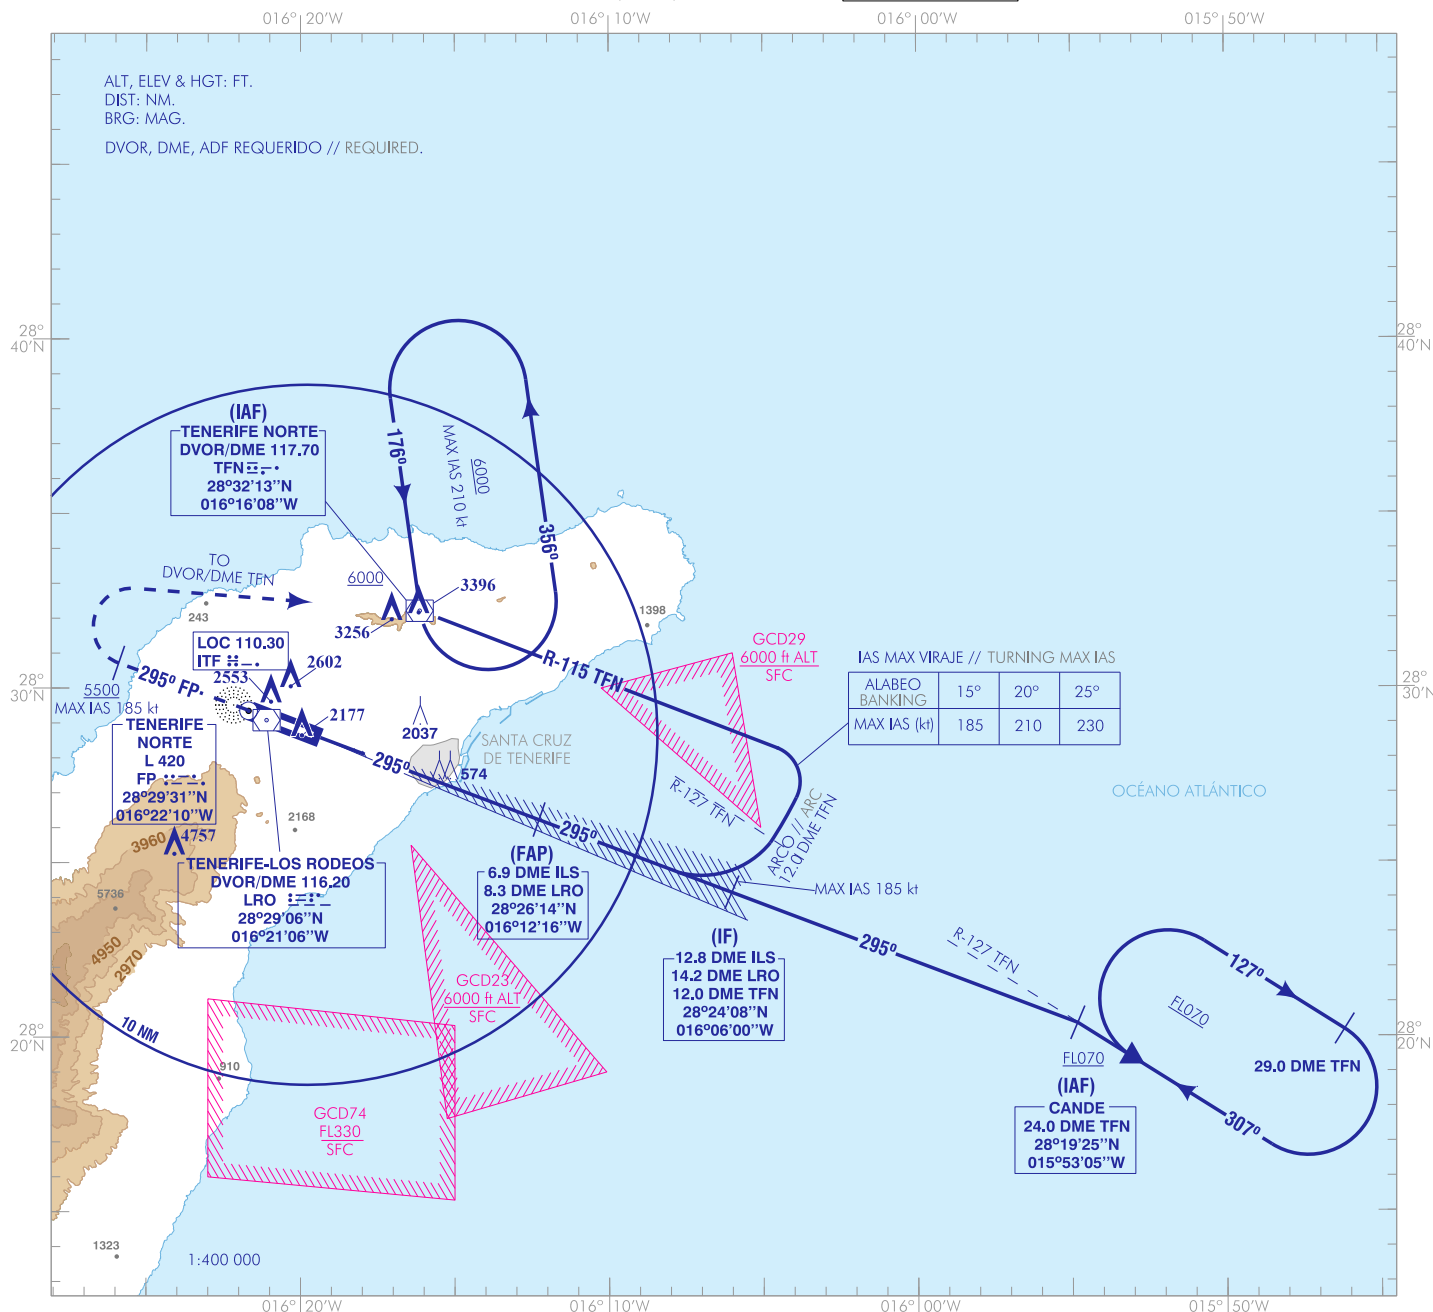 016°20'W
016°10'W
016°00'W
015°50'W
ALT, ELEV & HGT: FT.
DIST: NM.
BRG: MAG.
DVOR, DME, ADF REQUERIDO // REQUIRED.
28°
40'N
28°
40'N
(IAF)
TENERIFE NORTE
DVOR/DME 117.70
TFN
28°32'13''N
016°16'08''W
176°
6000
MAX IAS 210 kt
356°
TO
DVOR/DME TFN
6000
3396
243
3256
1398
LOC 110.30
ITF
2602
2553
R-115 TFN
GCD29
6000 ft ALT
SFC
IAS MAX VIRAJE // TURNING MAX IAS
ALABEO
BANKING
15°
20°
25°
MAX IAS (kt)
185
210
230
295° FP
5500
MAX IAS 185 kt
28°
30'N
28°
30'N
2177
2037
SANTA CRUZ
DE TENERIFE
574
295°
TENERIFE
NORTE
L 420
FP
28°29'31''N
016°22'10''W
R-127 TFN
ARCO // ARC
12.0 DME TFN
OCÉANO ATLÁNTICO
2168
3960
4757
295°
(FAP)
6.9 DME ILS
8.3 DME LRO
28°26'14''N
016°12'16''W
TENERIFE-LOS RODEOS
DVOR/DME 116.20
LRO
28°29'06''N
016°21'06''W
5736
4950
2970
MAX IAS 185 kt
(IF)
12.8 DME ILS
14.2 DME LRO
12.0 DME TFN
28°24'08''N
016°06'00''W
295°
R-127 TFN
127°
FL070
GCD23
6000 ft ALT
SFC
28°
20'N
28°
20'N
10 NM
910
FL070
29.0 DME TFN
(IAF)
CANDE
24.0 DME TFN
28°19'25''N
015°53'05''W
307°
GCD74
FL330
SFC
1323
1:400 000
016°20'W
016°10'W
016°00'W
015°50'W